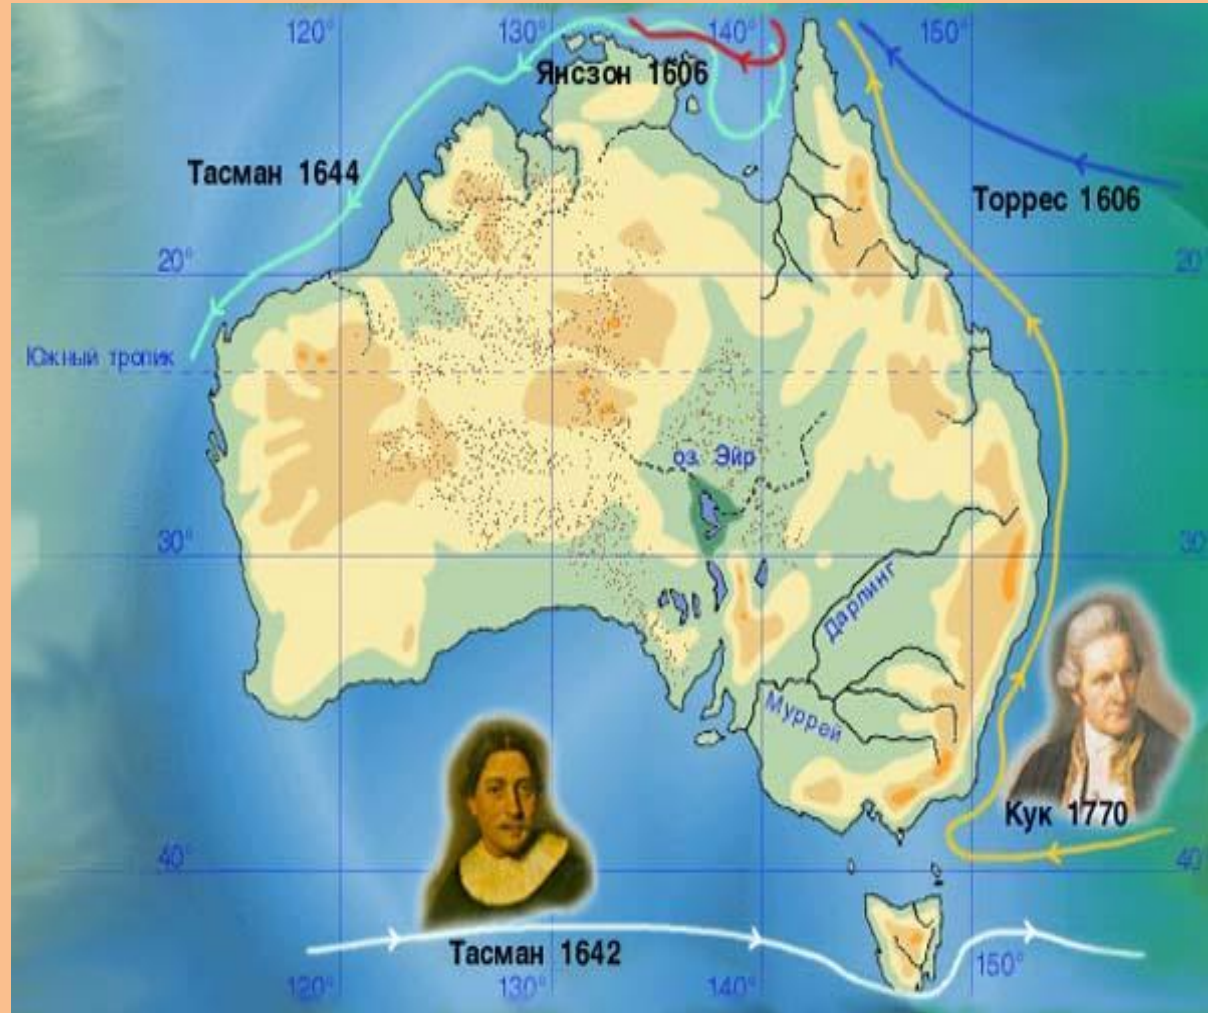 120° 130° 140° 150°
Янсзон 1606
Тасман 1644
Торрес 1606
20° 20°
Южный тропик
оз. Эйр
30° 30°
Дарлинг
Муррей
Кук 1770
40° 40°
Тасман 1642
120° 130° 140° 150°